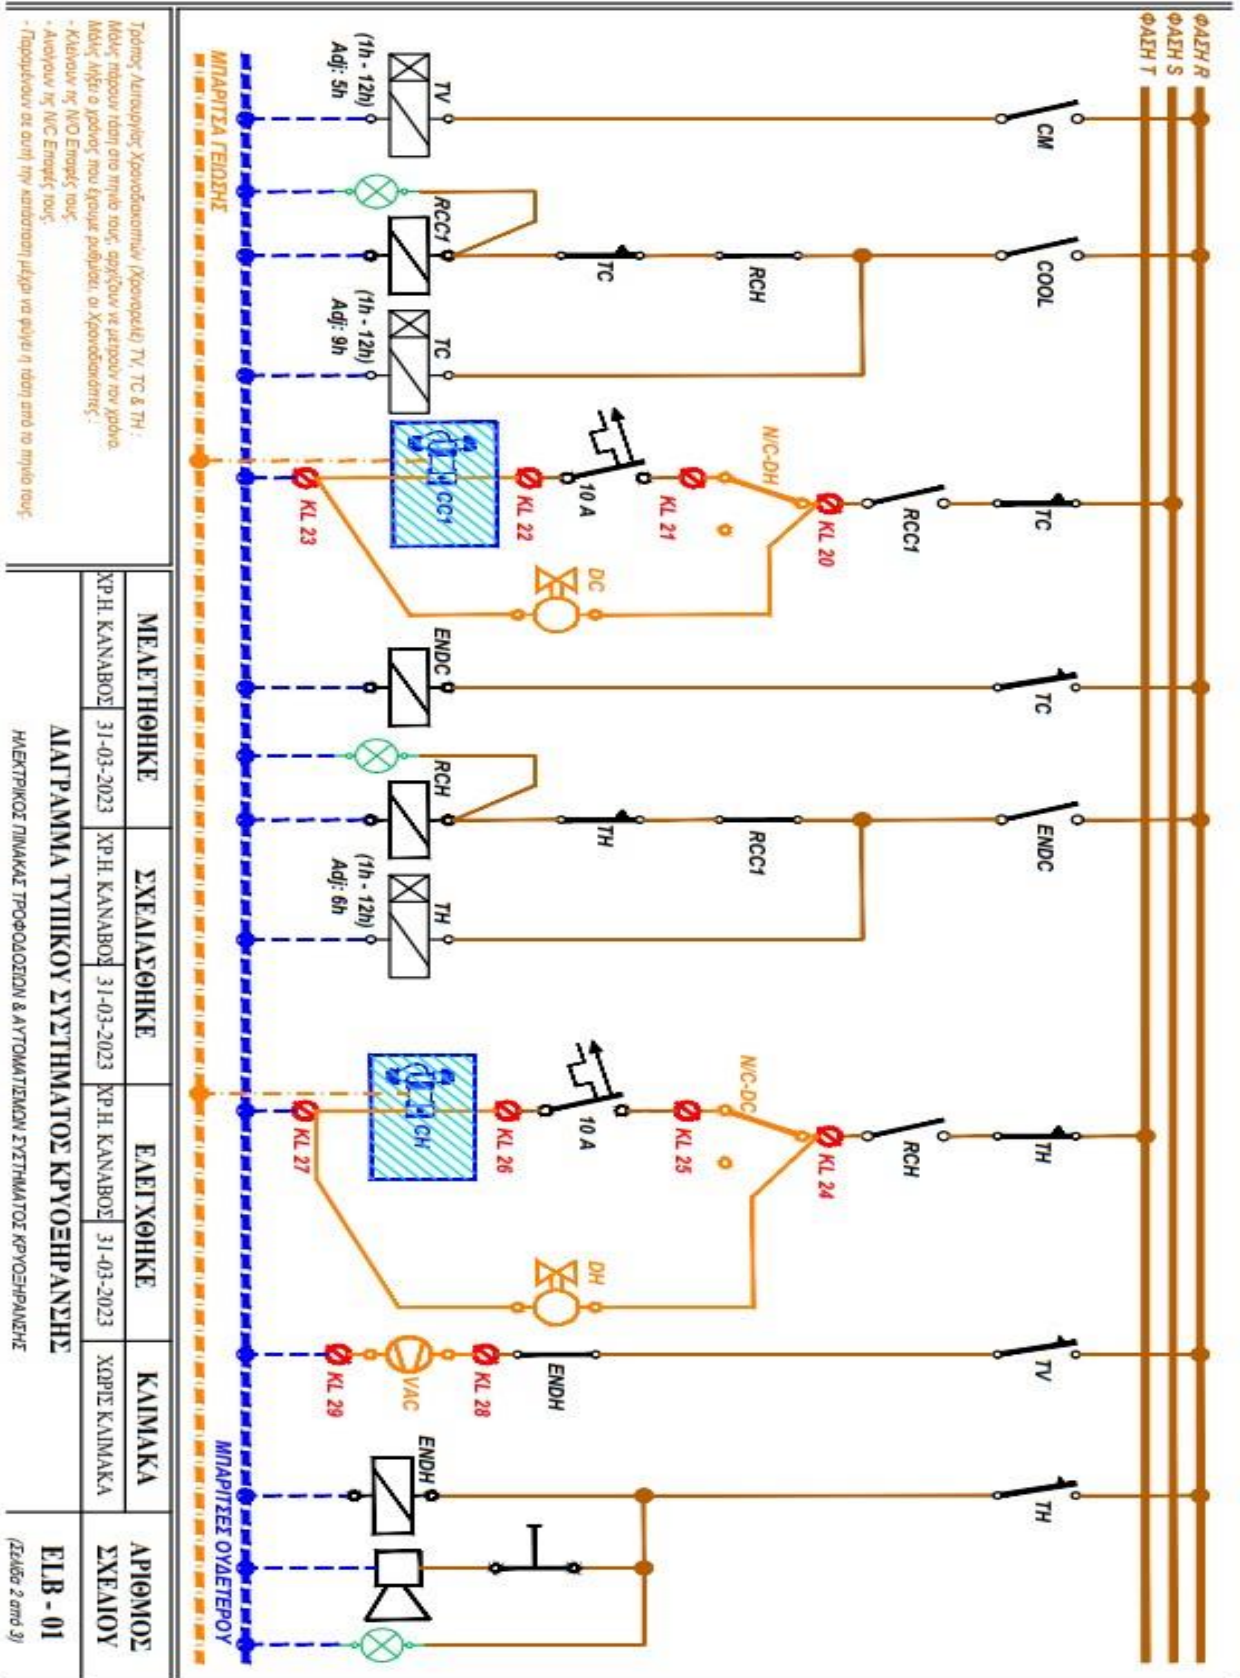 ΦΑΣΗ R
ΦΑΣΗ S
ΦΑΣΗ T
CM
COOL
TC
TC
ENDC
TH
TV
TH
RCH
RCC1
RCC1
RCH
TC
TH
ENDH
KL 20
KL 24
N/C-DH
N/C-DC
KL 21
KL 25
DC
DH
10 A
10 A
KL 22
KL 26
KL 28
TV
RCC1
TC
CC1
ENDC
RCH
TH
CH
VAC
ENDH
(1h - 12h)
Adj: 5h
(1h - 12h)
Adj: 9h
(1h - 12h)
Adj: 6h
KL 23
KL 27
KL 29
ΜΠΑΡΙΤΣΑ ΓΕΙΩΣΗΣ
ΜΠΑΡΙΤΣΕΣ ΟΥΔΕΤΕΡΟΥ
Τρόπος Λειτουργίας Χρονοδιακοπτών (Χρονορελέ) TV, TC & TH :
Μόλις πάρουν τάση στο πηνίο τους, αρχίζουν να μετρούν τον χρόνο.
Μόλις λήξει ο χρόνος που έχουμε ρυθμίσει, οι Χρονοδιακόπτες :
- Κλείνουν τις N/O Επαφές τους.
- Ανοίγουν τις N/C Επαφές τους.
- Παραμένουν σε αυτή την κατάσταση μέχρι να φύγει η τάση από το πηνίο τους.
ΜΕΛΕΤΗΘΗΚΕ
ΣΧΕΔΙΑΣΘΗΚΕ
ΕΛΕΓΧΘΗΚΕ
ΚΛΙΜΑΚΑ
ΑΡΙΘΜΟΣ ΣΧΕΔΙΟΥ
ΧΡ.Η. ΚΑΝΑΒΟΣ 31-03-2023
ΧΡ.Η. ΚΑΝΑΒΟΣ 31-03-2023
ΧΡ.Η. ΚΑΝΑΒΟΣ 31-03-2023
ΧΩΡΙΣ ΚΛΙΜΑΚΑ
ΔΙΑΓΡΑΜΜΑ ΤΥΠΙΚΟΥ ΣΥΣΤΗΜΑΤΟΣ ΚΡΥΟΞΗΡΑΝΣΗΣ
ΗΛΕΚΤΡΙΚΟΣ ΠΙΝΑΚΑΣ ΤΡΟΦΟΔΟΣΙΩΝ & ΑΥΤΟΜΑΤΙΣΜΩΝ ΣΥΣΤΗΜΑΤΟΣ ΚΡΥΟΞΗΡΑΝΣΗΣ
ELB - 01
(Σελίδα 2 από 3)